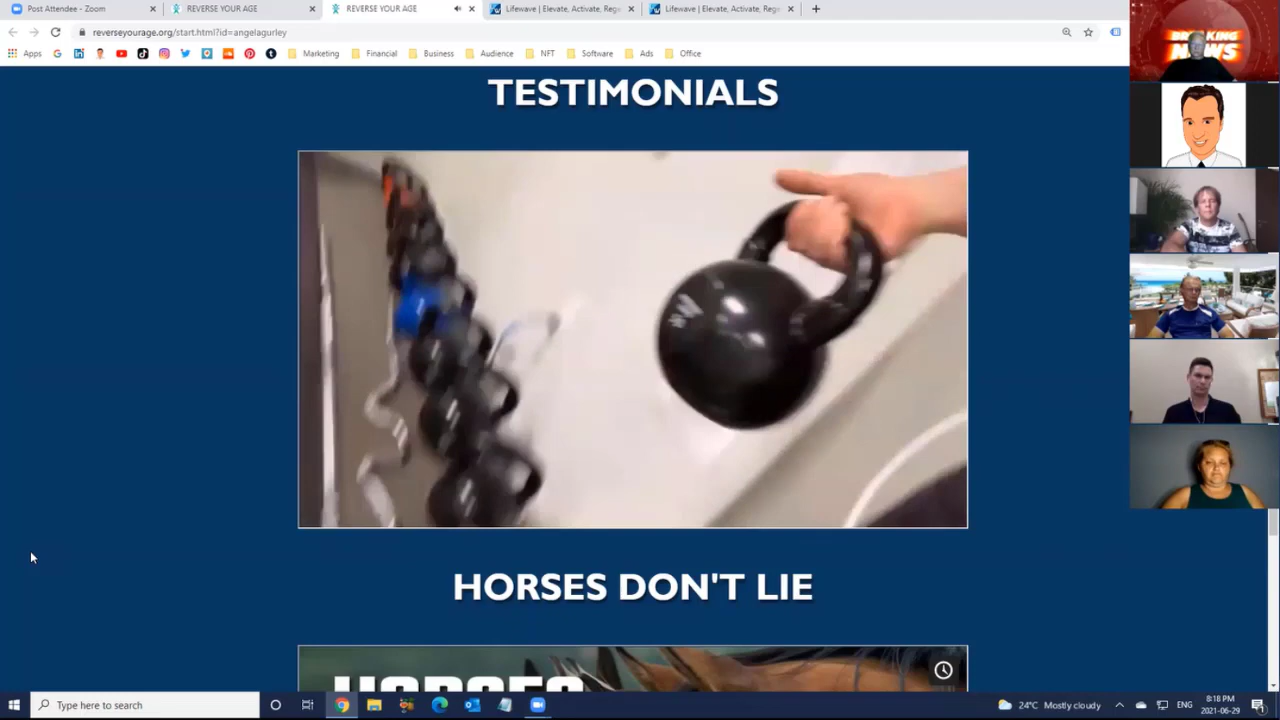 Post Attendee - Zoom
REVERSE YOUR AGE
REVERSE YOUR AGE
Lifewave | Elevate, Activate, Reg
Lifewave | Elevate, Activate, Reg
reverseyourage.org/start.html?id=angelagurley
Apps
Marketing
Financial
Business
Audience
NFT
Software
Ads
Office
BREAKING
NEWS
TESTIMONIALS
HORSES DON'T LIE
HORSES
Type here to search
24°C Mostly cloudy
ENG
8:18 PM
2021-06-29